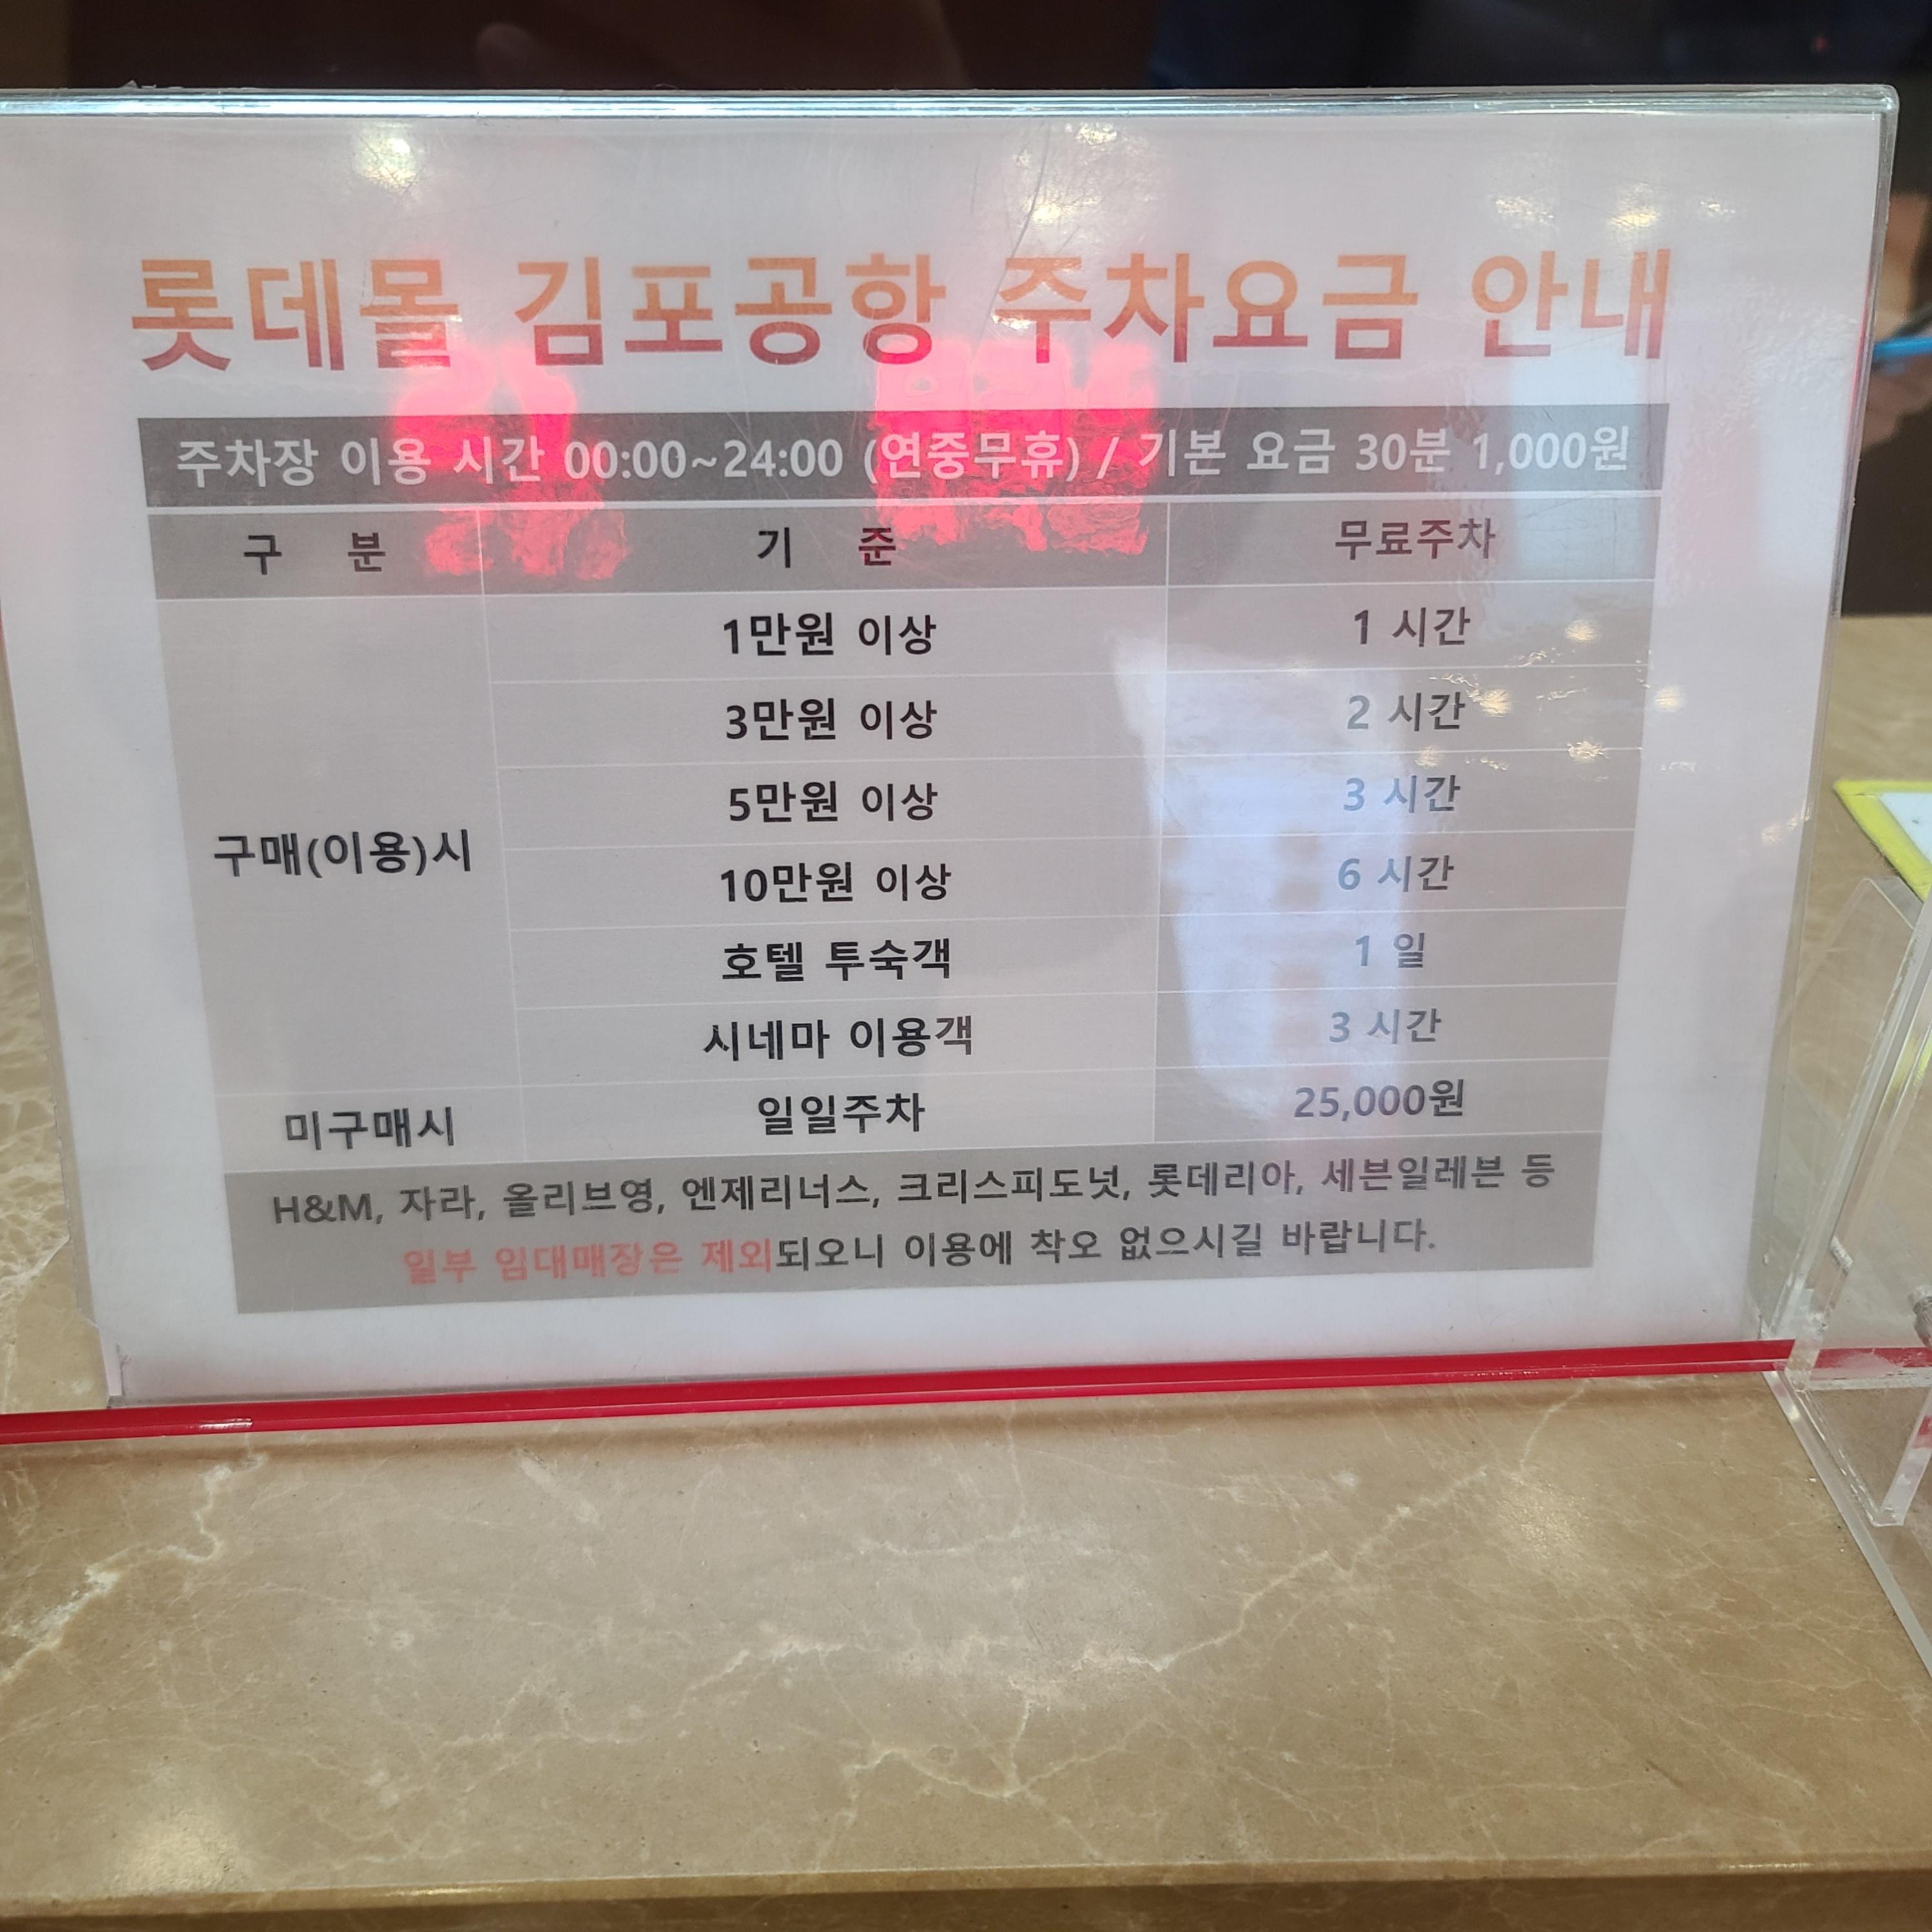 롯데몰 김포공항 주차요금 안내
주차장 이용 시간 00:00~24:00 (연중무휴) / 기본 요금 30분 1,000원
구 분 기 준 무료주차
구매(이용)시
1만원 이상 1 시간
3만원 이상 2 시간
5만원 이상 3 시간
10만원 이상 6 시간
호텔 투숙객 1 일
시네마 이용객 3 시간
미구매시 일일주차 25,000원
H&M, 자라, 올리브영, 엔제리너스, 크리스피도넛, 롯데리아, 세븐일레븐 등
일부 임대매장은 제외되오니 이용에 착오 없으시길 바랍니다.